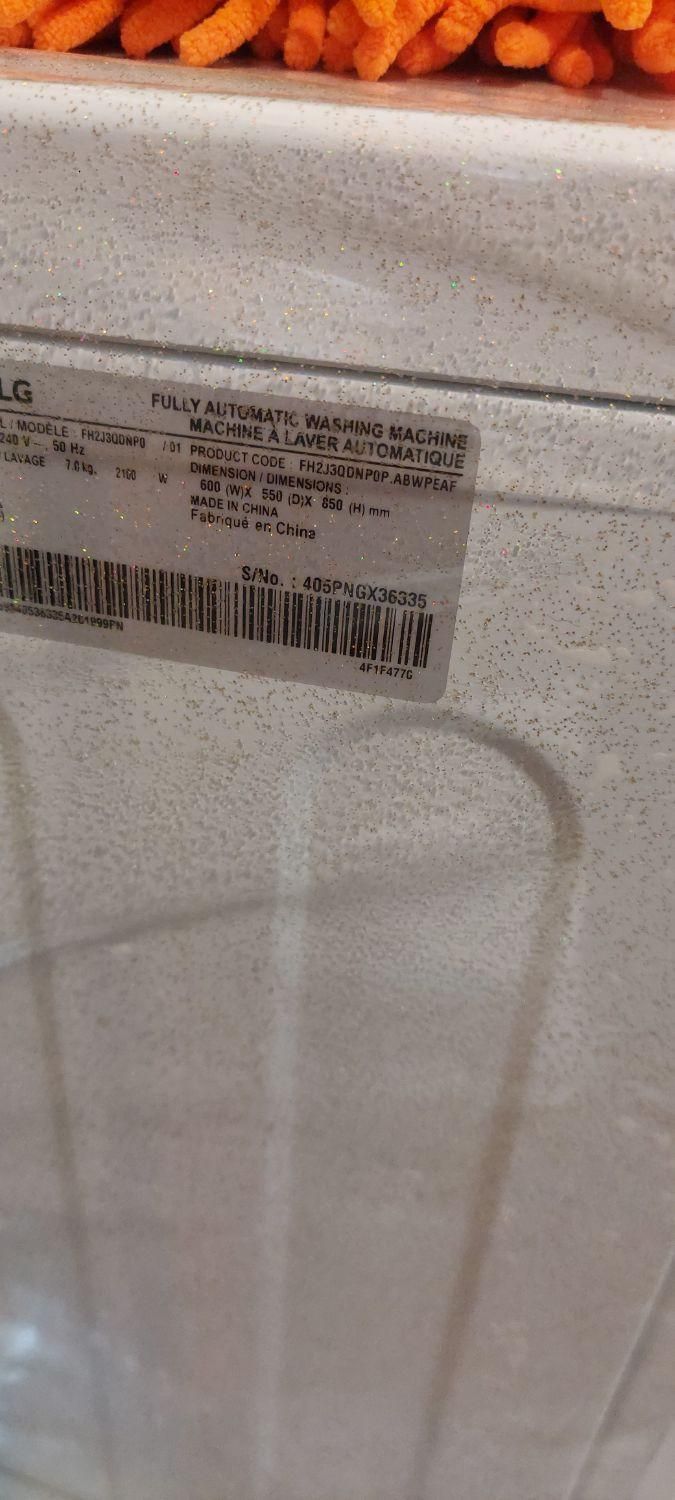 LG
FULLY AUTOMATIC WASHING MACHINE
MACHINE À LAVER AUTOMATIQUE
L / MODÈLE : FH2J3QDNP0 / 01
240 V ~, 50 Hz
LAVAGE 7.0 kg, 2100 W
PRODUCT CODE : FH2J3QDNP0P.ABWPEAF
DIMENSION / DIMENSIONS :
600 (W)X 550 (D)X 850 (H) mm
MADE IN CHINA
Fabriqué en China
S/No. : 405PNGX36335
4F1F477G